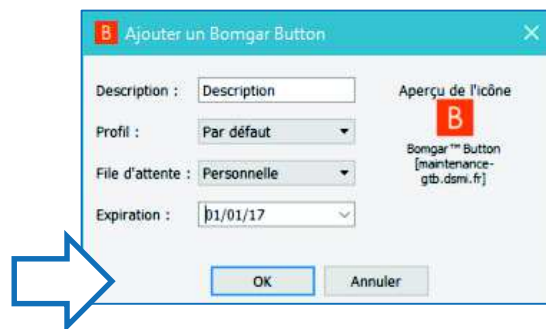 B Ajouter un Bomgar Button
Description : Description
Aperçu de l'icône
B
Profil : Par défaut
Bomgar™ Button
[maintenance-
gtb.dsmi.fr]
File d'attente : Personnelle
Expiration : 01/01/17
OK Annuler